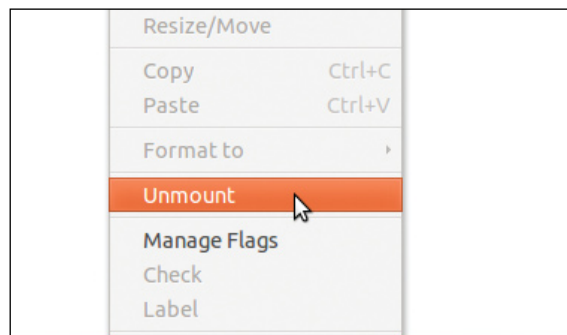 Resize/Move
Copy Ctrl+C
Paste Ctrl+V
Format to
Unmount
Manage Flags
Check
Label